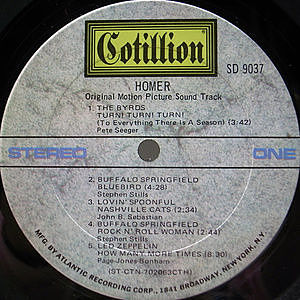 Cotillion
SD 9037
HOMER
Original Motion Picture Sound Track
1. THE BYRDS
TURN! TURN! TURN!
(To Everything There Is A Season) (3:42)
Pete Seeger
STEREO
ONE
2. BUFFALO SPRINGFIELD
BLUEBIRD (4:28)
Stephen Stills
3. LOVIN' SPOONFUL
NASHVILLE CATS (2:34)
John B. Sebastian
4. BUFFALO SPRINGFIELD
ROCK N' ROLL WOMAN (2:44)
Stephen Stills
5. LED ZEPPELIN
HOW MANY MORE TIMES (8:30)
Page-Jones-Bonham
(ST-CTN-702063CTH)
MFG. BY ATLANTIC RECORDING CORP., 1841 BROADWAY, NEW YORK, N.Y.